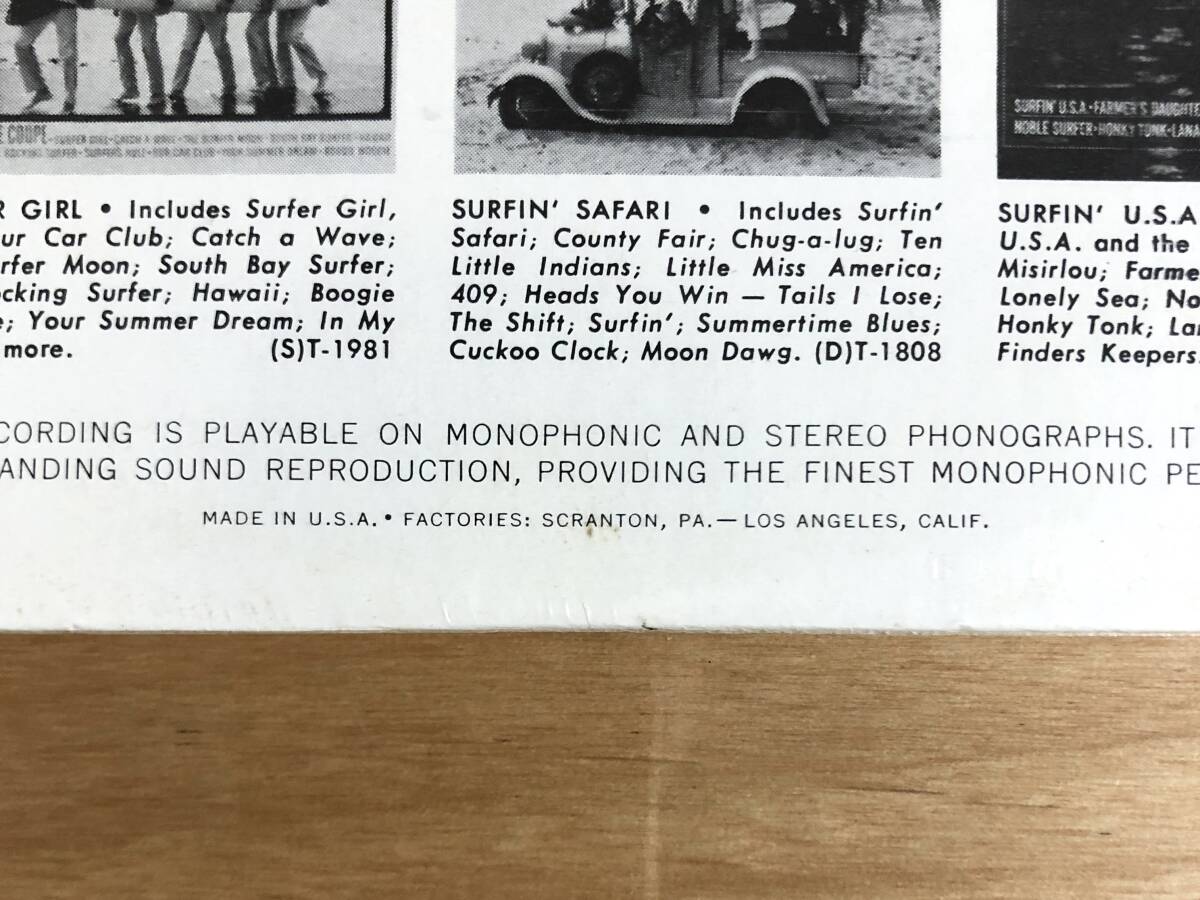 E COUPE
SURFIN' U.S.A • FARMER'S DAUGHTE
NOBLE SURFER • HONKY TONK • LAN
R GIRL • Includes Surfer Girl,
ur Car Club; Catch a Wave;
rfer Moon; South Bay Surfer;
ocking Surfer; Hawaii; Boogie
e; Your Summer Dream; In My
more. (S)T-1981
SURFIN' SAFARI • Includes Surfin'
Safari; County Fair; Chug-a-lug; Ten
Little Indians; Little Miss America;
409; Heads You Win — Tails I Lose;
The Shift; Surfin'; Summertime Blues;
Cuckoo Clock; Moon Dawg. (D)T-1808
SURFIN' U.S.A
U.S.A. and the
Misirlou; Farme
Lonely Sea; No
Honky Tonk; La
Finders Keepers
CORDING IS PLAYABLE ON MONOPHONIC AND STEREO PHONOGRAPHS. IT
ANDING SOUND REPRODUCTION, PROVIDING THE FINEST MONOPHONIC PE
MADE IN U.S.A. • FACTORIES: SCRANTON, PA.—LOS ANGELES, CALIF.